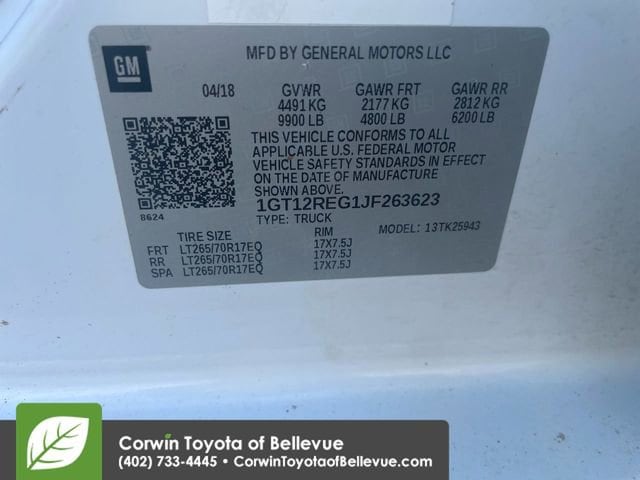 GM
MFD BY GENERAL MOTORS LLC
04/18 GVWR GAWR FRT GAWR RR
4491 KG 2177 KG 2812 KG
9900 LB 4800 LB 6200 LB
THIS VEHICLE CONFORMS TO ALL
APPLICABLE U.S. FEDERAL MOTOR
VEHICLE SAFETY STANDARDS IN EFFECT
ON THE DATE OF MANUFACTURE
SHOWN ABOVE.
8624
1GT12REG1JF263623
TYPE: TRUCK MODEL: 13TK25943
TIRE SIZE RIM
FRT LT265/70R17EQ 17X7.5J
RR LT265/70R17EQ 17X7.5J
SPA LT265/70R17EQ 17X7.5J
Corwin Toyota of Bellevue
(402) 733-4445 • CorwinToyotaofBellevue.com